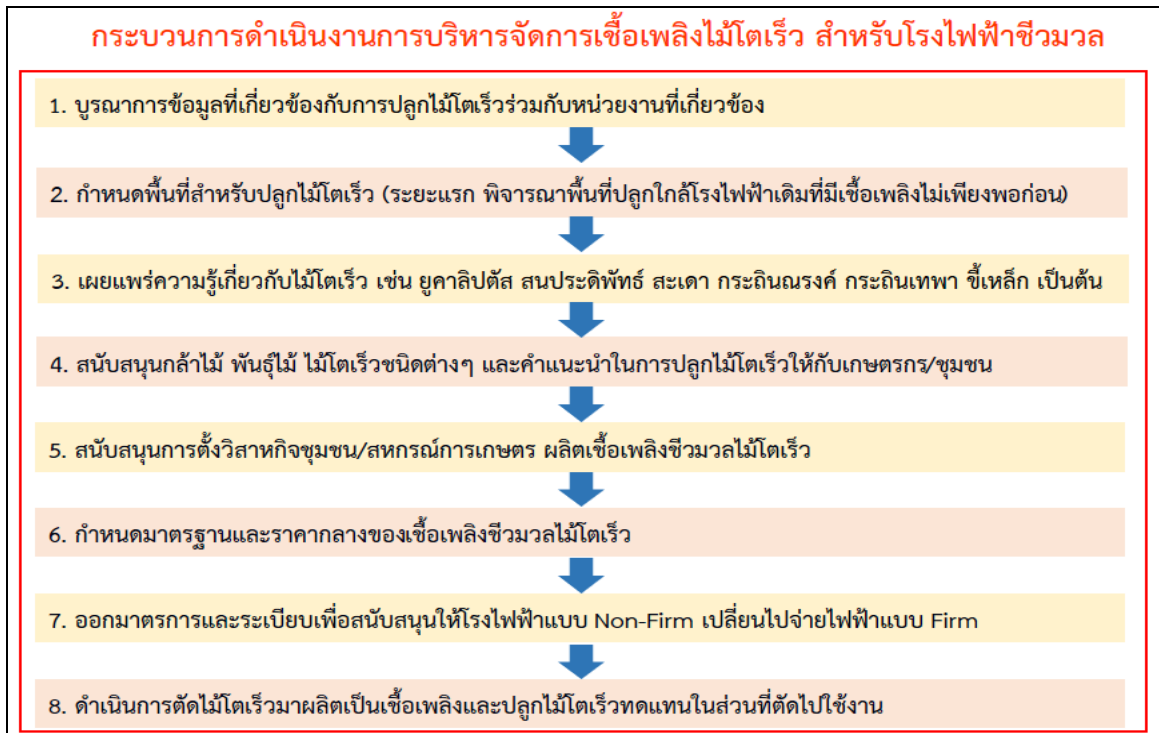 กระบวนการดำเนินงานการบริหารจัดการเชื้อเพลิงไม้โตเร็ว สำหรับโรงไฟฟ้าชีวมวล
1. บูรณาการข้อมูลที่เกี่ยวข้องกับการปลูกไม้โตเร็วร่วมกับหน่วยงานที่เกี่ยวข้อง
2. กำหนดพื้นที่สำหรับปลูกไม้โตเร็ว (ระยะแรก พิจารณาพื้นที่ปลูกใกล้โรงไฟฟ้าเดิมที่มีเชื้อเพลิงไม่เพียงพอก่อน)
3. เผยแพร่ความรู้เกี่ยวกับไม้โตเร็ว เช่น ยูคาลิปตัส สนประดิพัทธ์ สะเดา กระถินณรงค์ กระถินเทพา ขี้เหล็ก เป็นต้น
4. สนับสนุนกล้าไม้ พันธุ์ไม้ ไม้โตเร็วชนิดต่างๆ และคำแนะนำในการปลูกไม้โตเร็วให้กับเกษตรกร/ชุมชน
5. สนับสนุนการตั้งวิสาหกิจชุมชน/สหกรณ์การเกษตร ผลิตเชื้อเพลิงชีวมวลไม้โตเร็ว
6. กำหนดมาตรฐานและราคากลางของเชื้อเพลิงชีวมวลไม้โตเร็ว
7. ออกมาตรการและระเบียบเพื่อสนับสนุนให้โรงไฟฟ้าแบบ Non-Firm เปลี่ยนไปจ่ายไฟฟ้าแบบ Firm
8. ดำเนินการตัดไม้โตเร็วมาผลิตเป็นเชื้อเพลิงและปลูกไม้โตเร็วทดแทนในส่วนที่ตัดไปใช้งาน